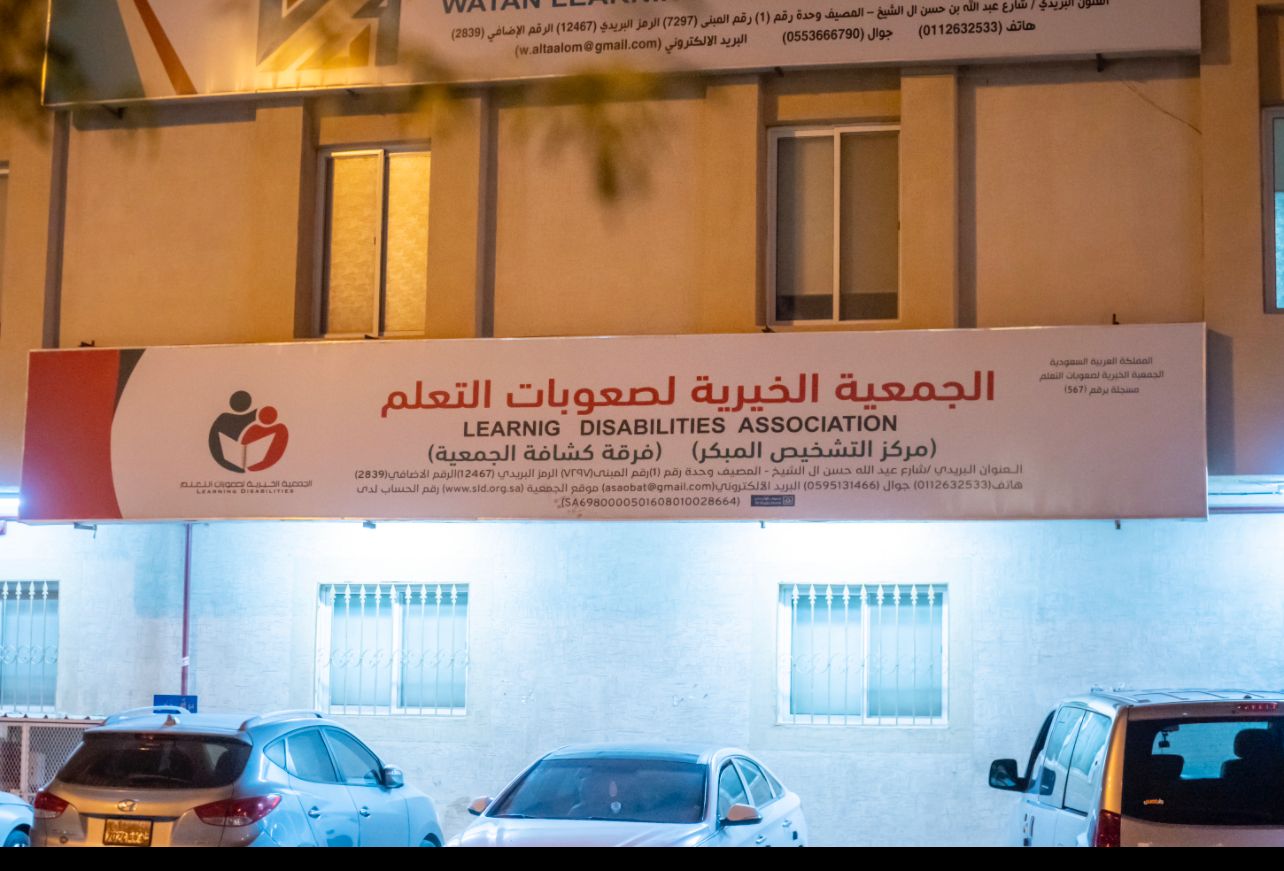 WATAN LEARNI
العنوان البريدي / شارع عبد الله بن حسن ال الشيخ – المصيف وحدة رقم (1) رقم المبنى (7297) الرمز البريدي (12467) الرقم الإضافي (2839)
هاتف (0112632533) جوال (0553666790) البريد الالكتروني (w.altaalom@gmail.com)
المملكة العربية السعودية
الجمعية الخيرية لصعوبات التعلم
مسجلة برقم (567)
الجمعية الخيرية لصعوبات التعلم
LEARNIG DISABILITIES ASSOCIATION
(مركز التشخيص المبكر) (فرقة كشافة الجمعية)
العنوان البريدي /شارع عبد الله حسن ال الشيخ - المصيف وحدة رقم (1)رقم المبنى(٧٢٩٧) الرمز البريدي (12467)الرقم الاضافي(2839)
هاتف(0112632533) جوال (0595131466) البريد الالكتروني(asaobat@gmail.com) موقع الجمعية (www.sld.org.sa) رقم الحساب لدى
(SA6980000501608010028664)
الجمعية الخيرية لصعوبات التعلم
LEARNING DISABILITIES